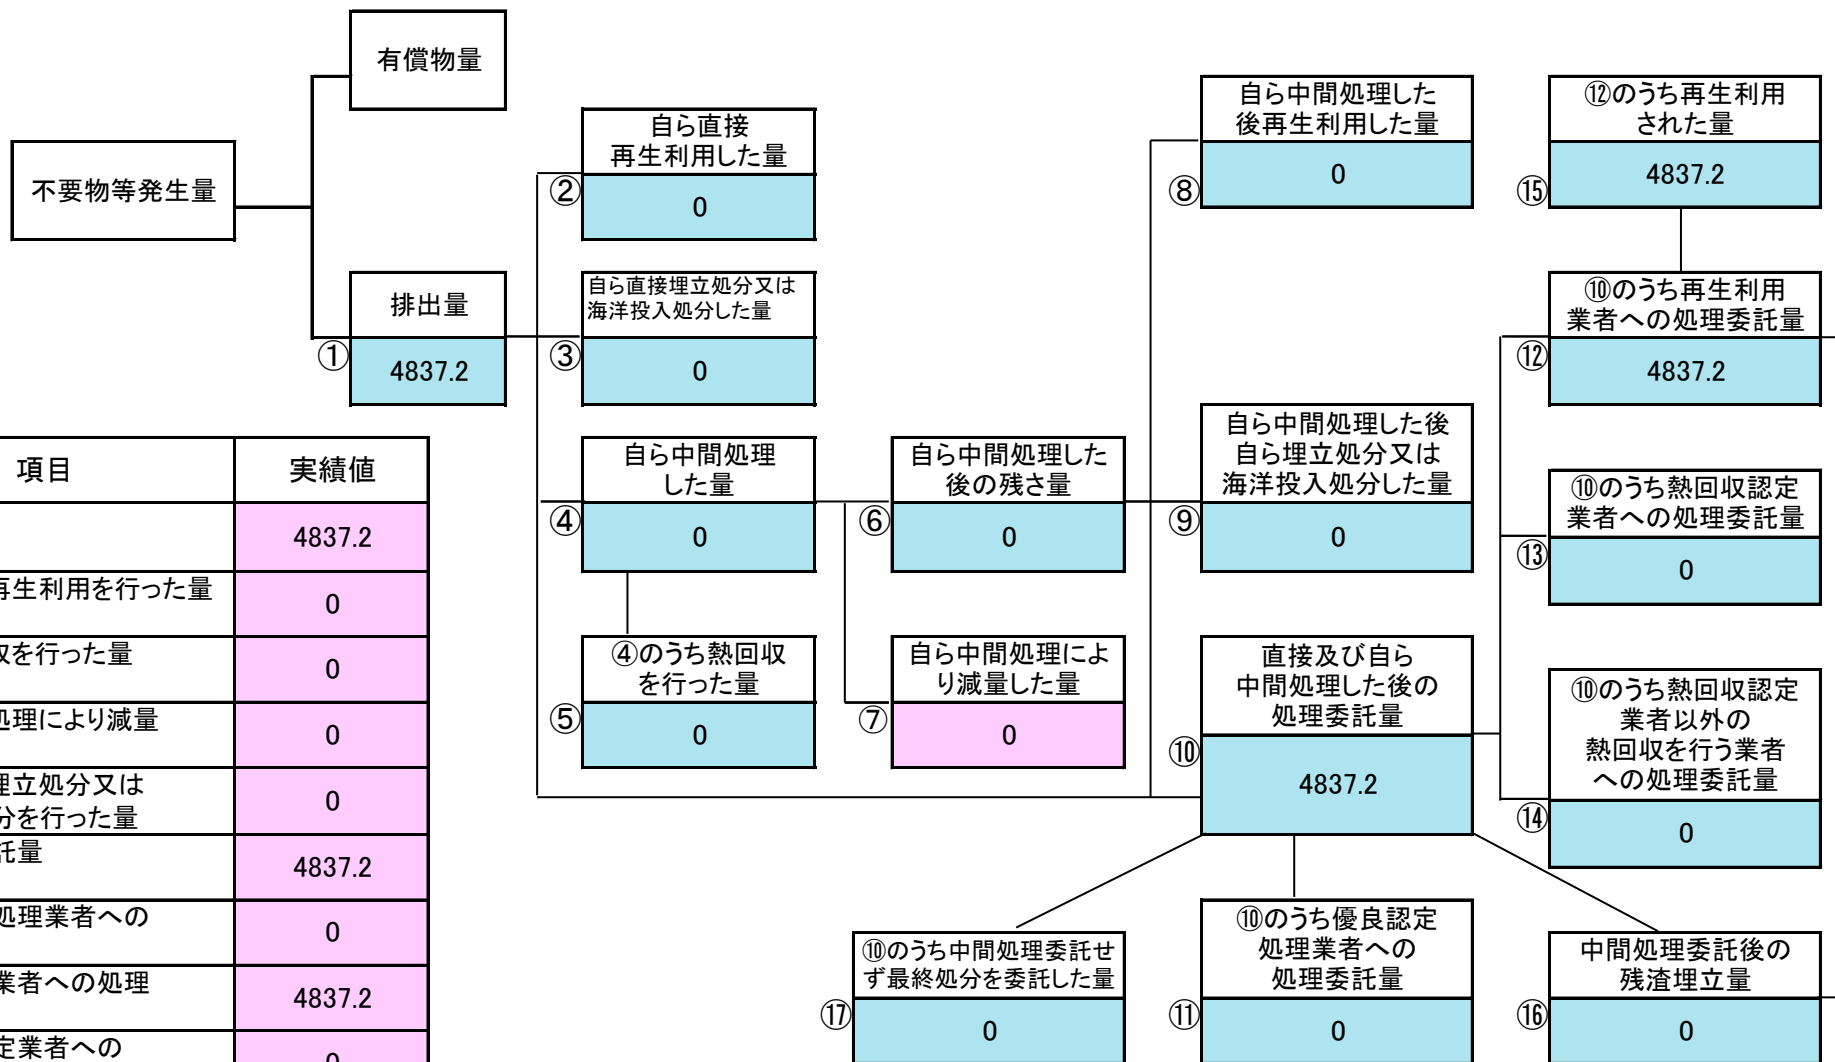 有償物量
不要物等発生量
排出量
①
4837.2
自ら直接
再生利用した量
②
0
自ら直接埋立処分又は
海洋投入処分した量
③
0
自ら中間処理
した量
④
0
④のうち熱回収
を行った量
⑤
0
自ら中間処理した
後の残さ量
⑥
0
自ら中間処理によ
り減量した量
⑦
0
自ら中間処理した
後再生利用した量
⑧
0
自ら中間処理した後
自ら埋立処分又は
海洋投入処分した量
⑨
0
直接及び自ら
中間処理した後の
処理委託量
⑩
4837.2
⑫のうち再生利用
された量
⑮
4837.2
⑩のうち再生利用
業者への処理委託量
⑫
4837.2
⑩のうち熱回収認定
業者への処理委託量
⑬
0
⑩のうち熱回収認定
業者以外の
熱回収を行う業者
への処理委託量
⑭
0
⑩のうち中間処理委託せ
ず最終処分を委託した量
⑰
0
⑩のうち優良認定
処理業者への
処理委託量
⑪
0
中間処理委託後の
残渣埋立量
⑯
0
項目 実績値
4837.2
再生利用を行った量
0
を行った量
0
処理により減量
0
埋立処分又は
分を行った量
0
託量
4837.2
処理業者への
0
業者への処理
4837.2
定業者への
0